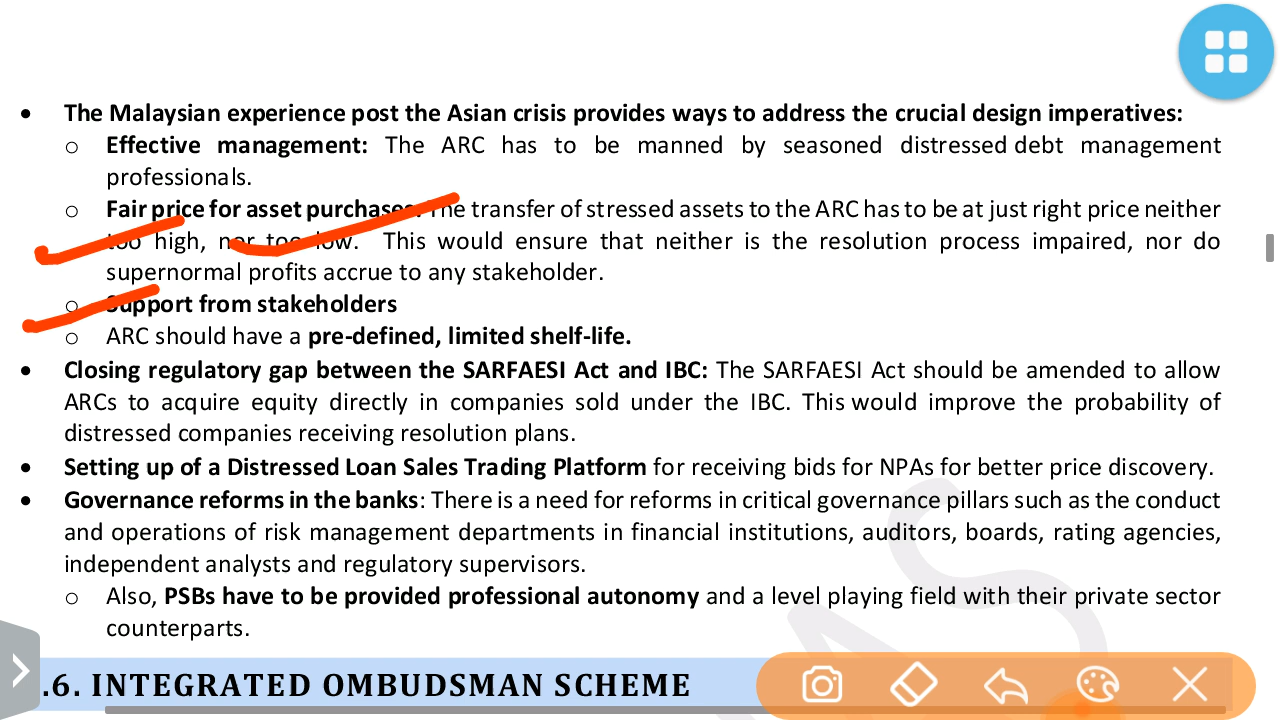 • The Malaysian experience post the Asian crisis provides ways to address the crucial design imperatives:
o Effective management: The ARC has to be manned by seasoned distressed debt management
professionals.
o Fair price for asset purchases: The transfer of stressed assets to the ARC has to be at just right price neither
too high, nor too low. This would ensure that neither is the resolution process impaired, nor do
supernormal profits accrue to any stakeholder.
o Support from stakeholders
o ARC should have a pre-defined, limited shelf-life.
• Closing regulatory gap between the SARFAESI Act and IBC: The SARFAESI Act should be amended to allow
ARCs to acquire equity directly in companies sold under the IBC. This would improve the probability of
distressed companies receiving resolution plans.
• Setting up of a Distressed Loan Sales Trading Platform for receiving bids for NPAs for better price discovery.
• Governance reforms in the banks: There is a need for reforms in critical governance pillars such as the conduct
and operations of risk management departments in financial institutions, auditors, boards, rating agencies,
independent analysts and regulatory supervisors.
o Also, PSBs have to be provided professional autonomy and a level playing field with their private sector
counterparts.
.6. INTEGRATED OMBUDSMAN SCHEME